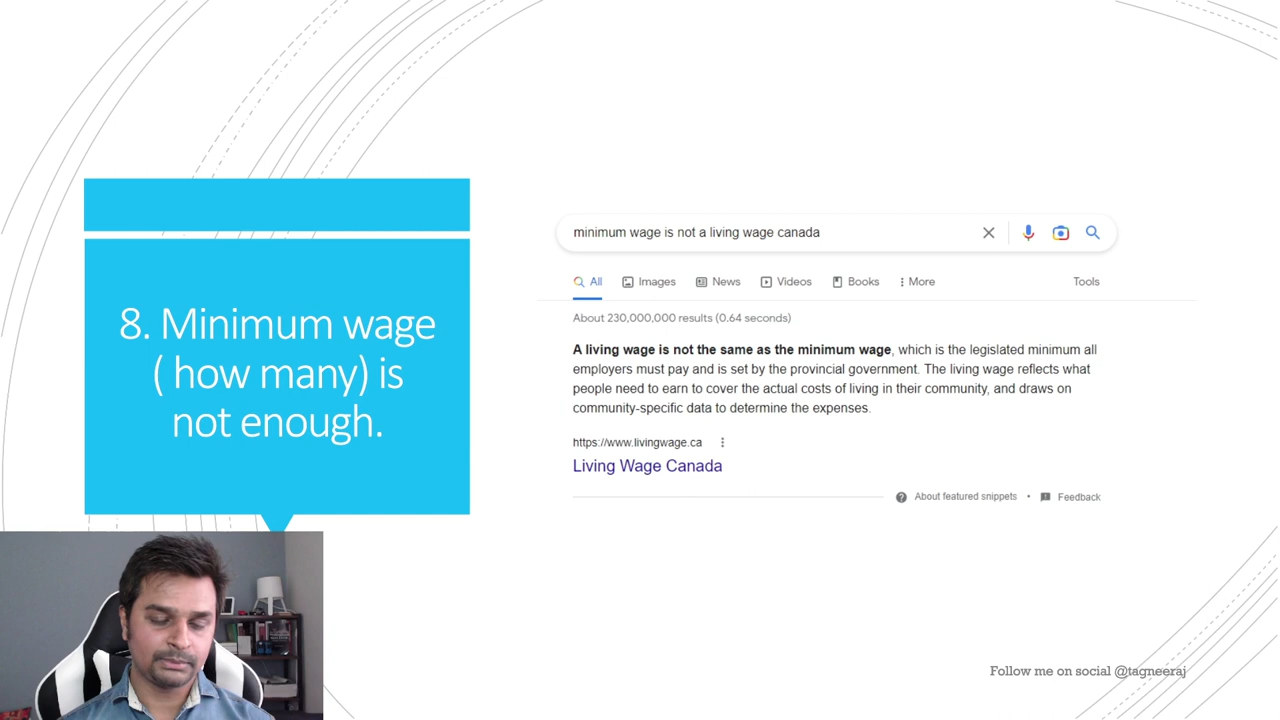 8. Minimum wage
( how many) is
not enough.
minimum wage is not a living wage canada
All Images News Videos Books More Tools
About 230,000,000 results (0.64 seconds)
A living wage is not the same as the minimum wage, which is the legislated minimum all
employers must pay and is set by the provincial government. The living wage reflects what
people need to earn to cover the actual costs of living in their community, and draws on
community-specific data to determine the expenses.
https://www.livingwage.ca
Living Wage Canada
About featured snippets • Feedback
Follow me on social @tagneeraj